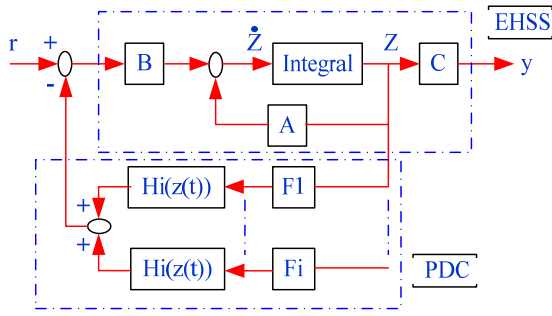 EHSS
r
+
-
B
Ż
Integral
Z
C
y
A
Hi(z(t))
F1
+
+
Hi(z(t))
Fi
PDC